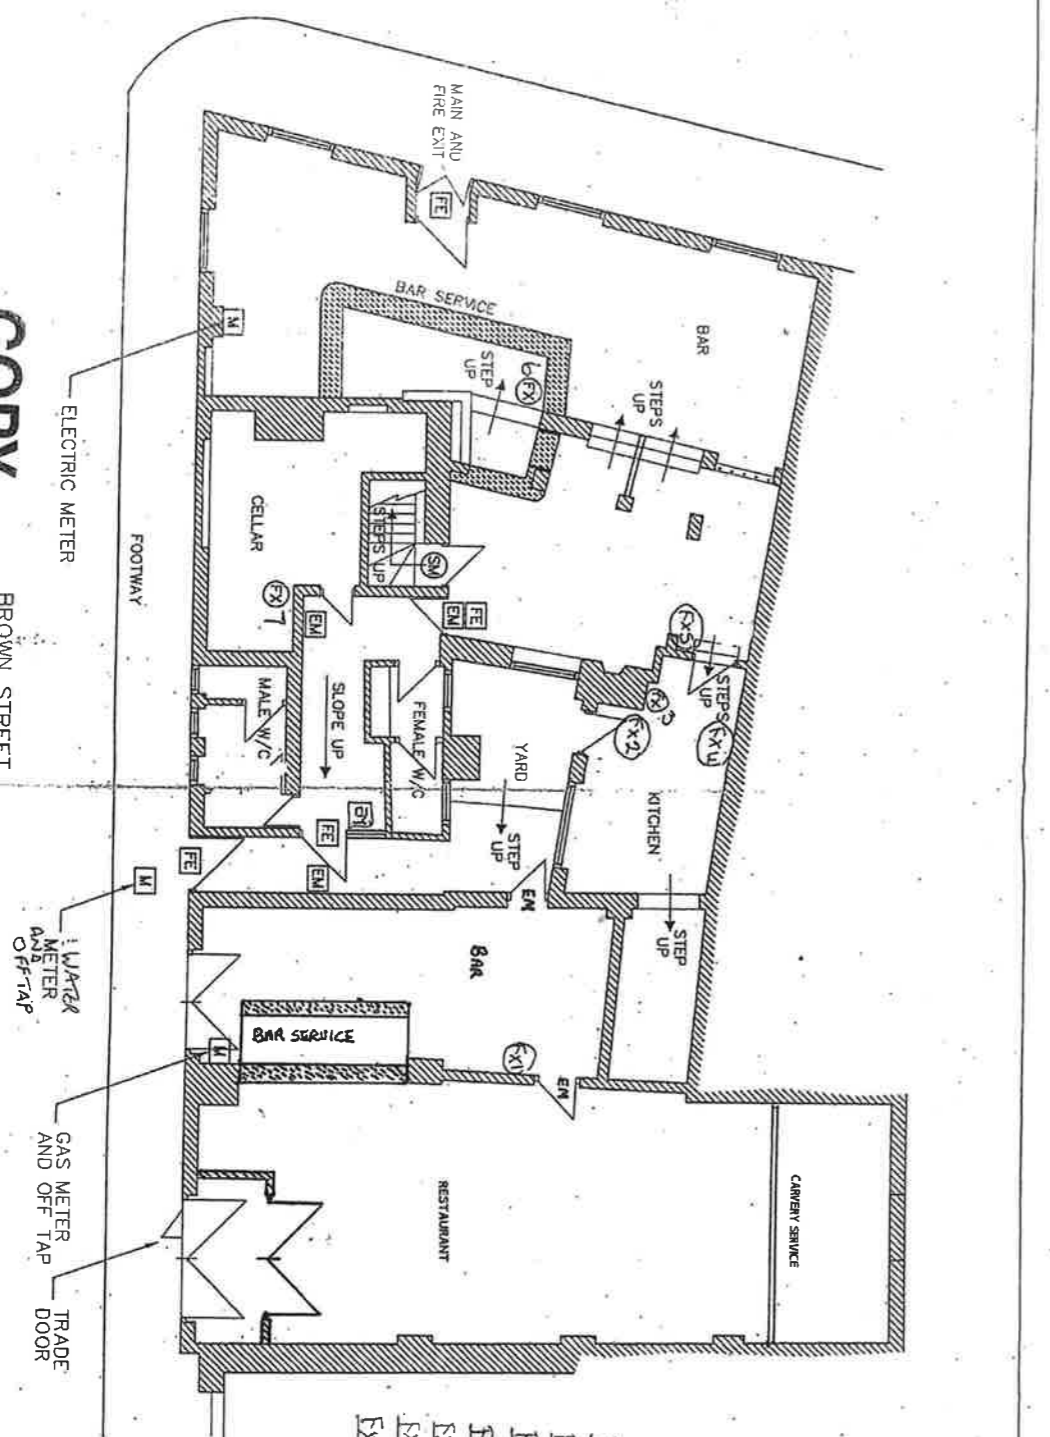 MAIN AND
FIRE EXIT
FE
BAR SERVICE
BAR
M
ELECTRIC METER
STEP
UP
6
FX
STEPS
UP
CELLAR
STEPS UP
SM
FX
7
EM
FE
EM
FOOTWAY
BROWN STREET
SLOPE UP
MALE W/C
FEMALE W/C
YARD
STEP
UP
FX5
STEPS
UP
FX3
FX2
KITCHEN
STEP
UP
DY
FE
EM
FE
M
WATER
METER
AND
OFF TAP
EM
BAR
BAR SERVICE
FX1
EM
M
GAS METER
AND OFF TAP
TRADE
DOOR
RESTAURANT
CARVERY SERVICE